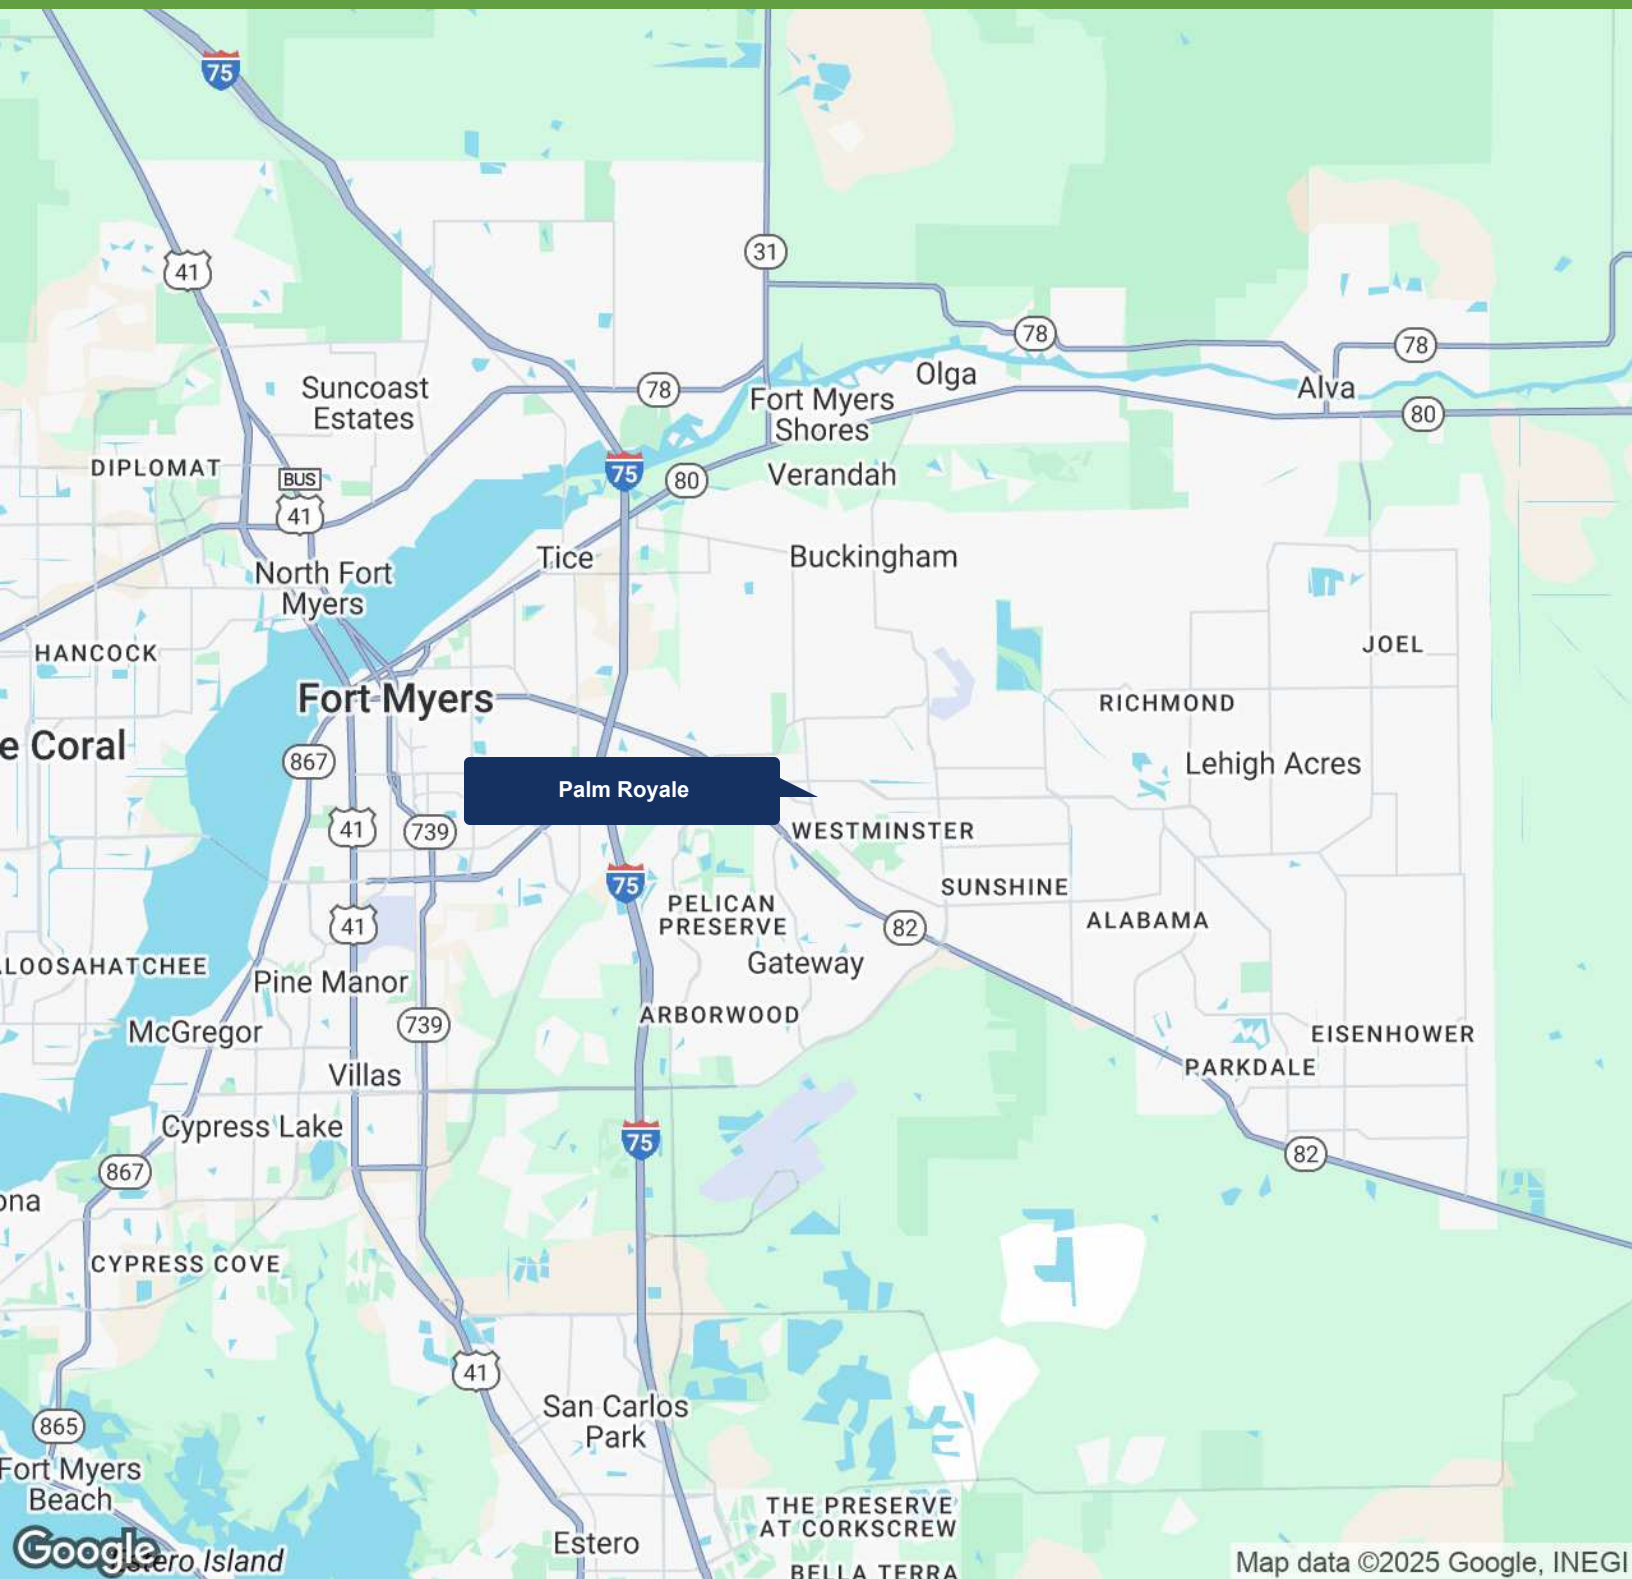 75
31
41
78
78
Olga
Suncoast
Estates
78
Alva
Fort Myers
Shores
80
DIPLOMAT
BUS
41
75
80
Verandah
Tice
Buckingham
North Fort
Myers
HANCOCK
JOEL
Fort Myers
RICHMOND
e Coral
867
Lehigh Acres
Palm Royale
41
739
WESTMINSTER
75
SUNSHINE
PELICAN
PRESERVE
41
82
ALABAMA
LOOSAHATCHEE
Gateway
Pine Manor
ARBORWOOD
McGregor
739
EISENHOWER
Villas
PARKDALE
Cypress Lake
75
82
867
ona
CYPRESS COVE
41
San Carlos
Park
865
Fort Myers
Beach
THE PRESERVE
AT CORKSCREW
Estero
Google
Estero Island
BELLA TERRA
Map data ©2025 Google, INEGI